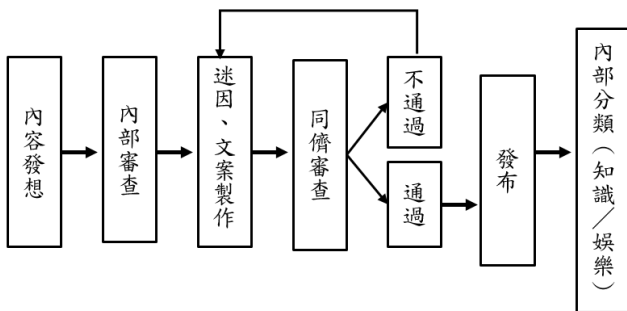 內容發想
內部審查
迷因、文案製作
同儕審查
不通過
通過
發布
內部分類（知識／娛樂）